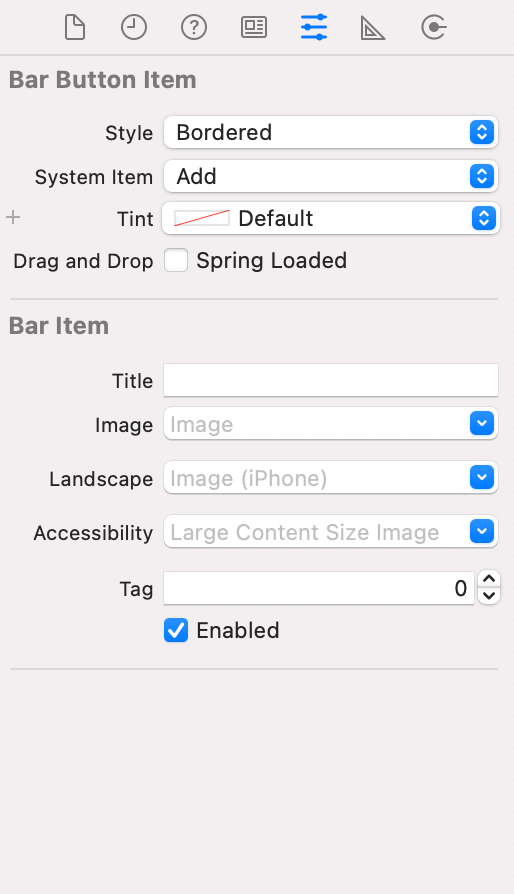 Bar Button Item
Style Bordered
System Item Add
Tint Default
Drag and Drop Spring Loaded
Bar Item
Title
Image Image
Landscape Image (iPhone)
Accessibility Large Content Size Image
Tag 0
Enabled